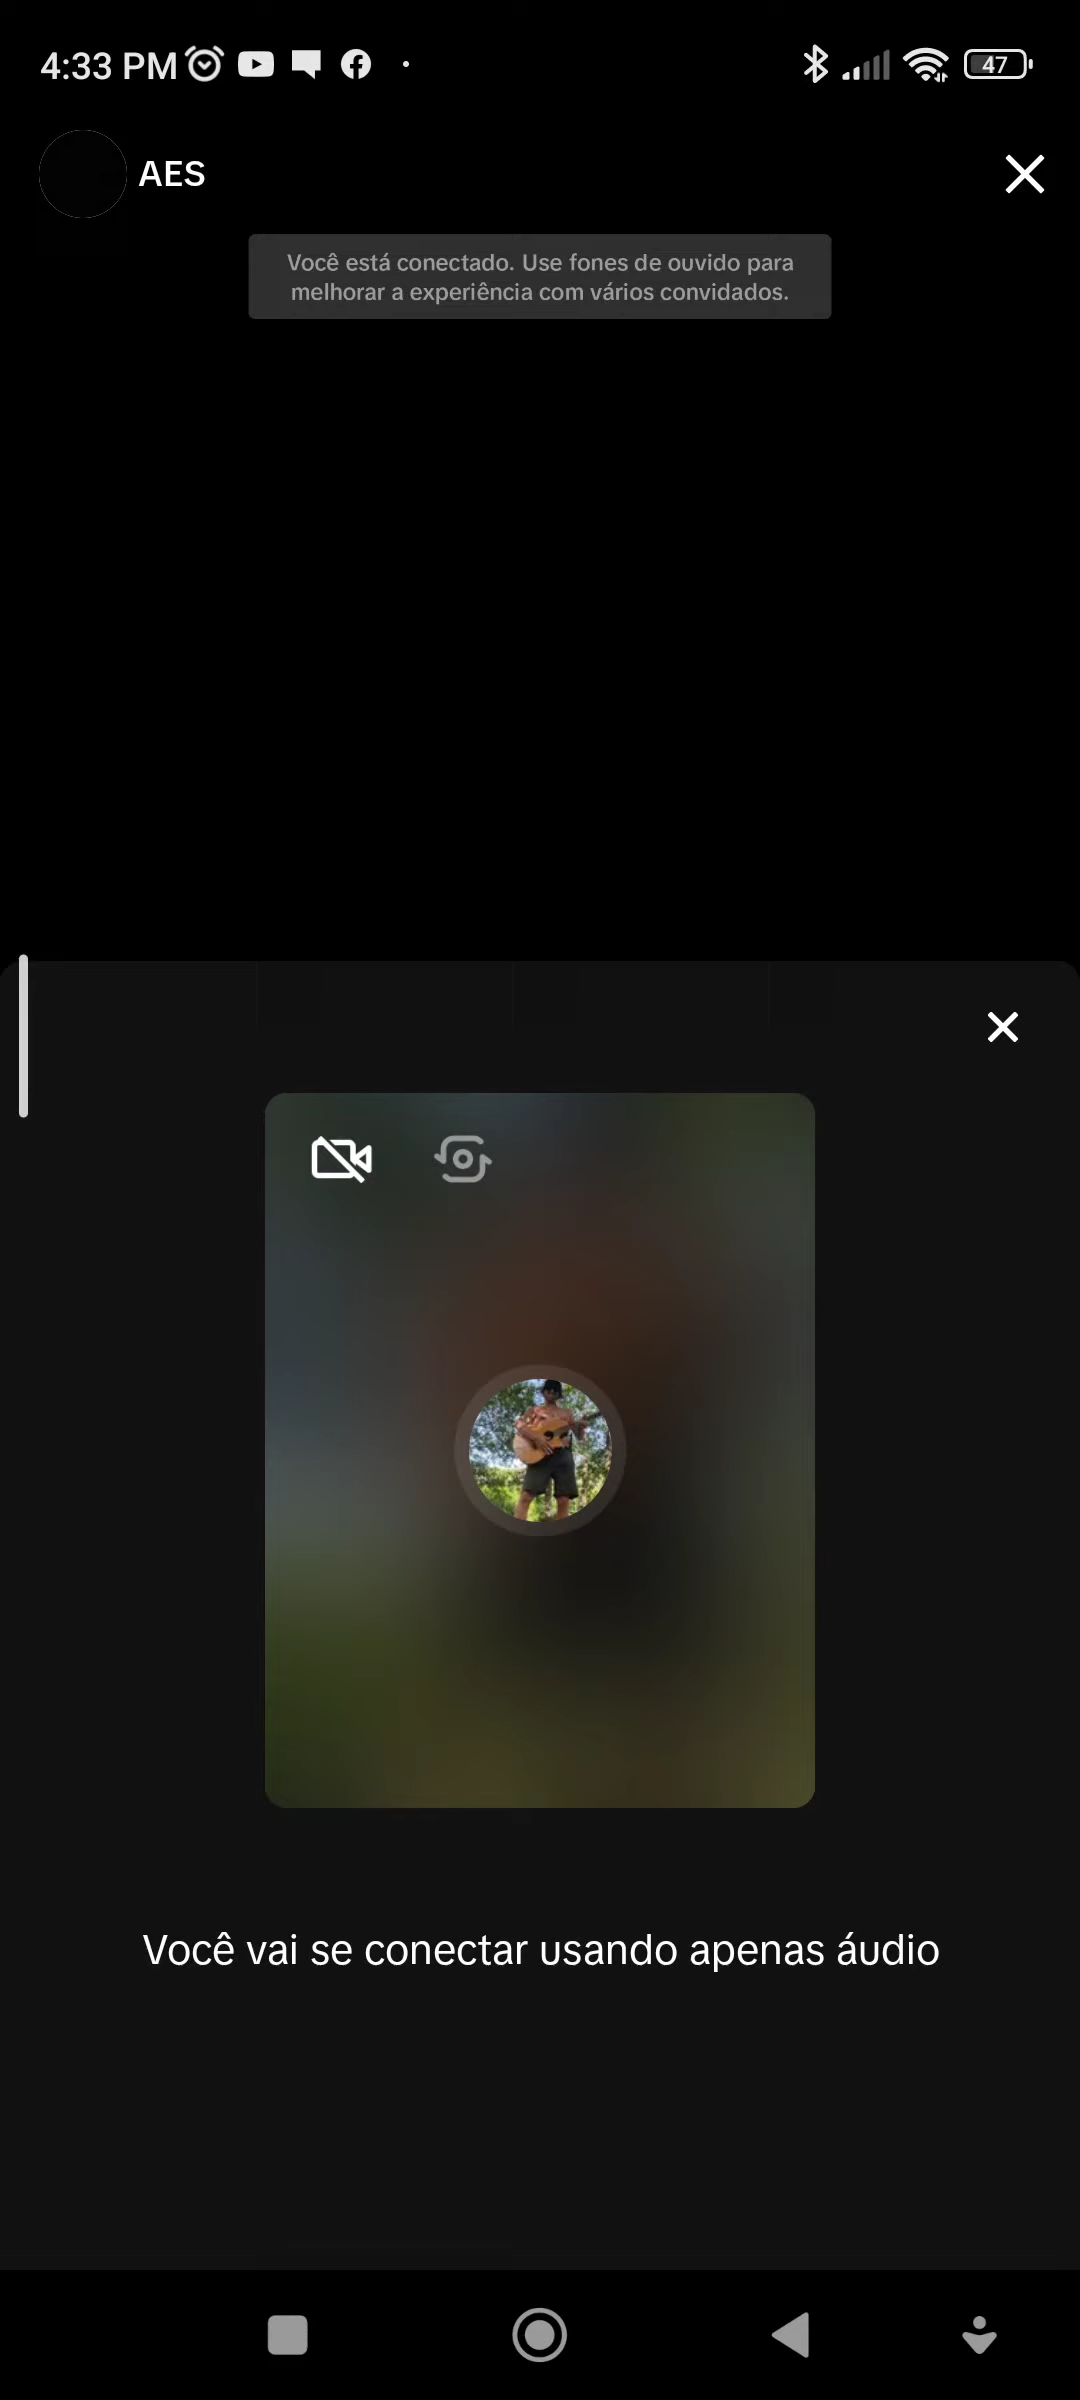 4:33 PM
47
AES
Você está conectado. Use fones de ouvido para
melhorar a experiência com vários convidados.
Você vai se conectar usando apenas áudio